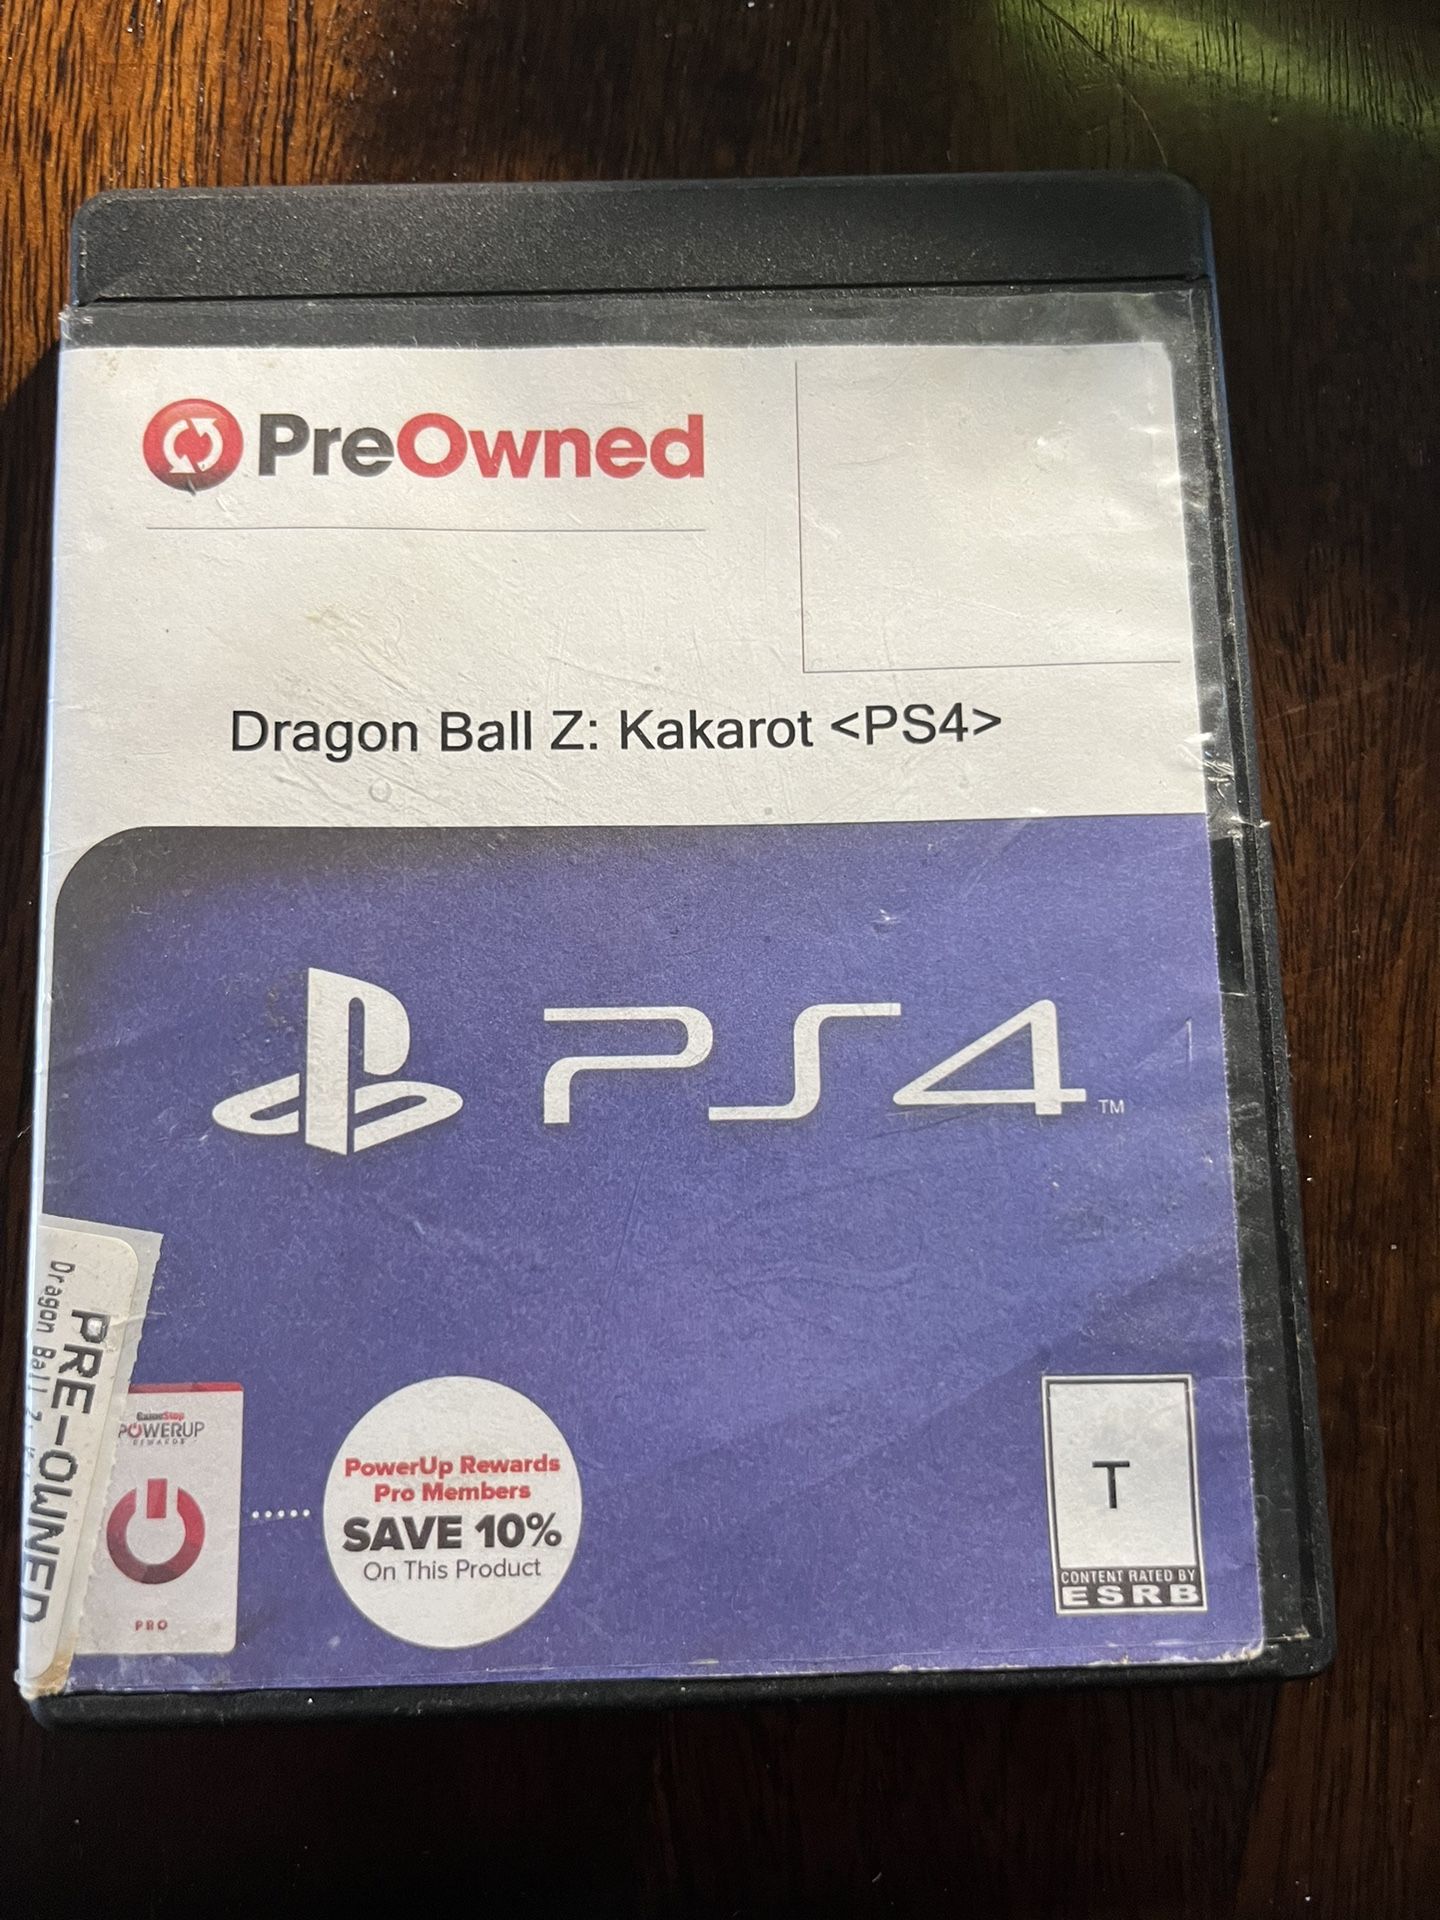 PreOwned
Dragon Ball Z: Kakarot <PS4>
PS4™
PRE-OWNED
Dragon Ball Z:
GameStop
POWERUP
REWARDS
PRO
PowerUp Rewards
Pro Members
SAVE 10%
On This Product
T
CONTENT RATED BY
ESRB